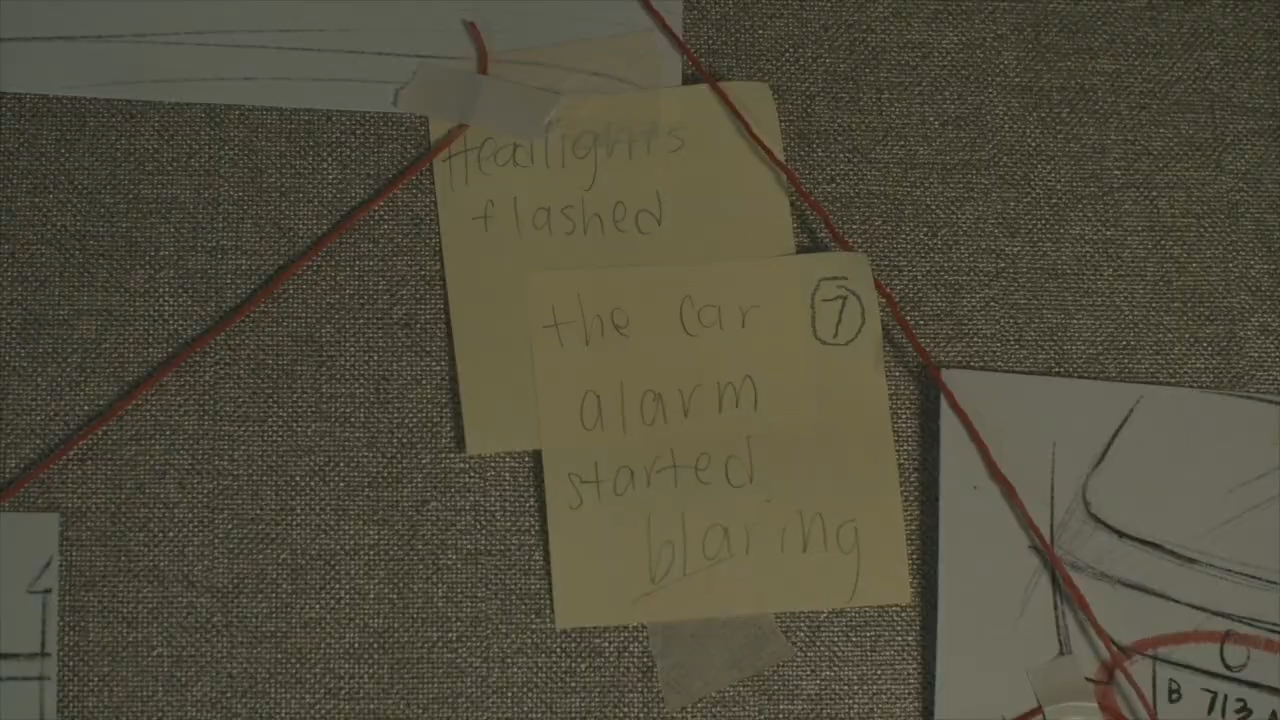 Headlights
flashed
the car
7
alarm
started
blaring
B 713